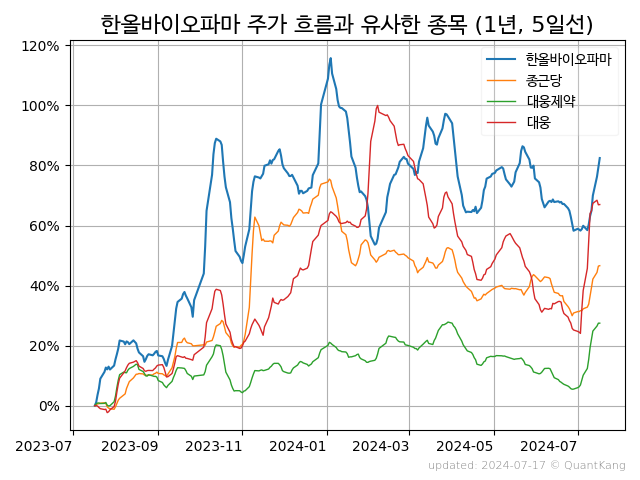 한올바이오파마 주가 흐름과 유사한 종목 (1년, 5일선)
120%
100%
80%
60%
40%
20%
0%
한올바이오파마
종근당
대웅제약
대웅
2023-07
2023-09
2023-11
2024-01
2024-03
2024-05
2024-07
updated: 2024-07-17 © QuantKang